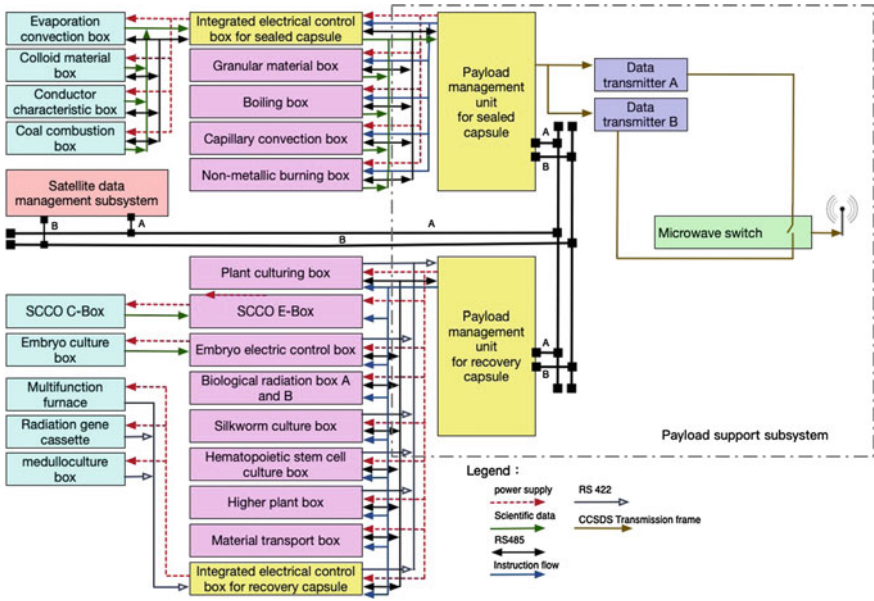 Evaporation
convection box
Colloid material
box
Conductor
characteristic box
Coal combustion
box
Integrated electrical control
box for sealed capsule
Granular material box
Boiling box
Capillary convection box
Non-metallic burning box
Payload
management
unit
for sealed
capsule
Data
transmitter A
Data
transmitter B
A
B
Satellite data
management subsystem
B
A
A
B
Microwave switch
Plant culturing box
SCCO C-Box
SCCO E-Box
Embryo culture
box
Embryo electric control box
Multifunction
furnace
Biological radiation box A
and B
Radiation gene
cassette
Silkworm culture box
medulloculture
box
Hematopoietic stem cell
culture box
Higher plant box
Material transport box
Integrated electrical control
box for recovery capsule
Payload
management
unit
for recovery
capsule
A
B
Payload support subsystem
Legend：
power supply
RS 422
Scientific data
CCSDS Transmission frame
RS485
Instruction flow